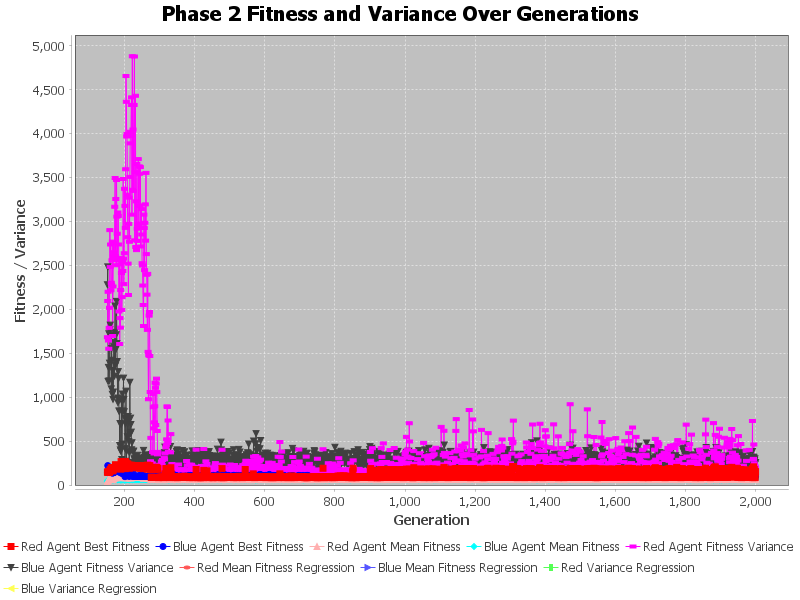 Phase 2 Fitness and Variance Over Generations
5,000
4,500
4,000
3,500
3,000
2,500
2,000
1,500
1,000
500
0
Fitness / Variance
200 400 600 800 1,000 1,200 1,400 1,600 1,800 2,000
Generation
Red Agent Best Fitness Blue Agent Best Fitness Red Agent Mean Fitness Blue Agent Mean Fitness Red Agent Fitness Variance
Blue Agent Fitness Variance Red Mean Fitness Regression Blue Mean Fitness Regression Red Variance Regression
Blue Variance Regression